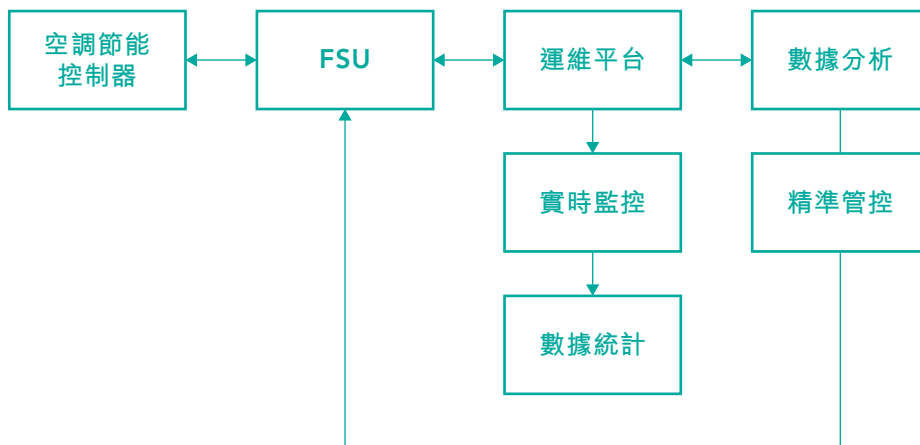 空調節能
控制器
FSU
運維平台
數據分析
實時監控
精準管控
數據統計